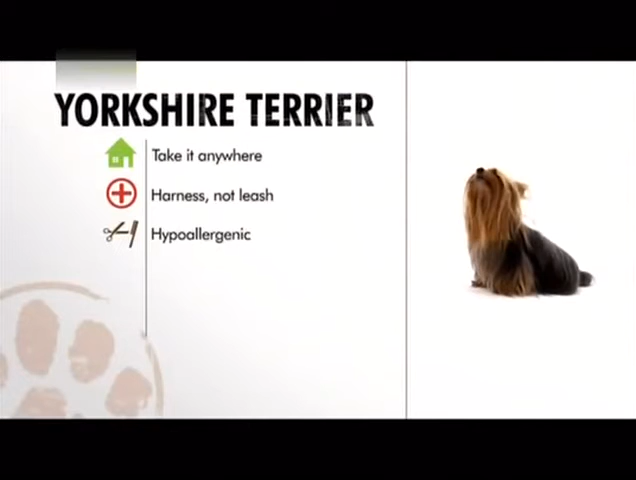 YORKSHIRE TERRIER
Take it anywhere
Harness, not leash
Hypoallergenic